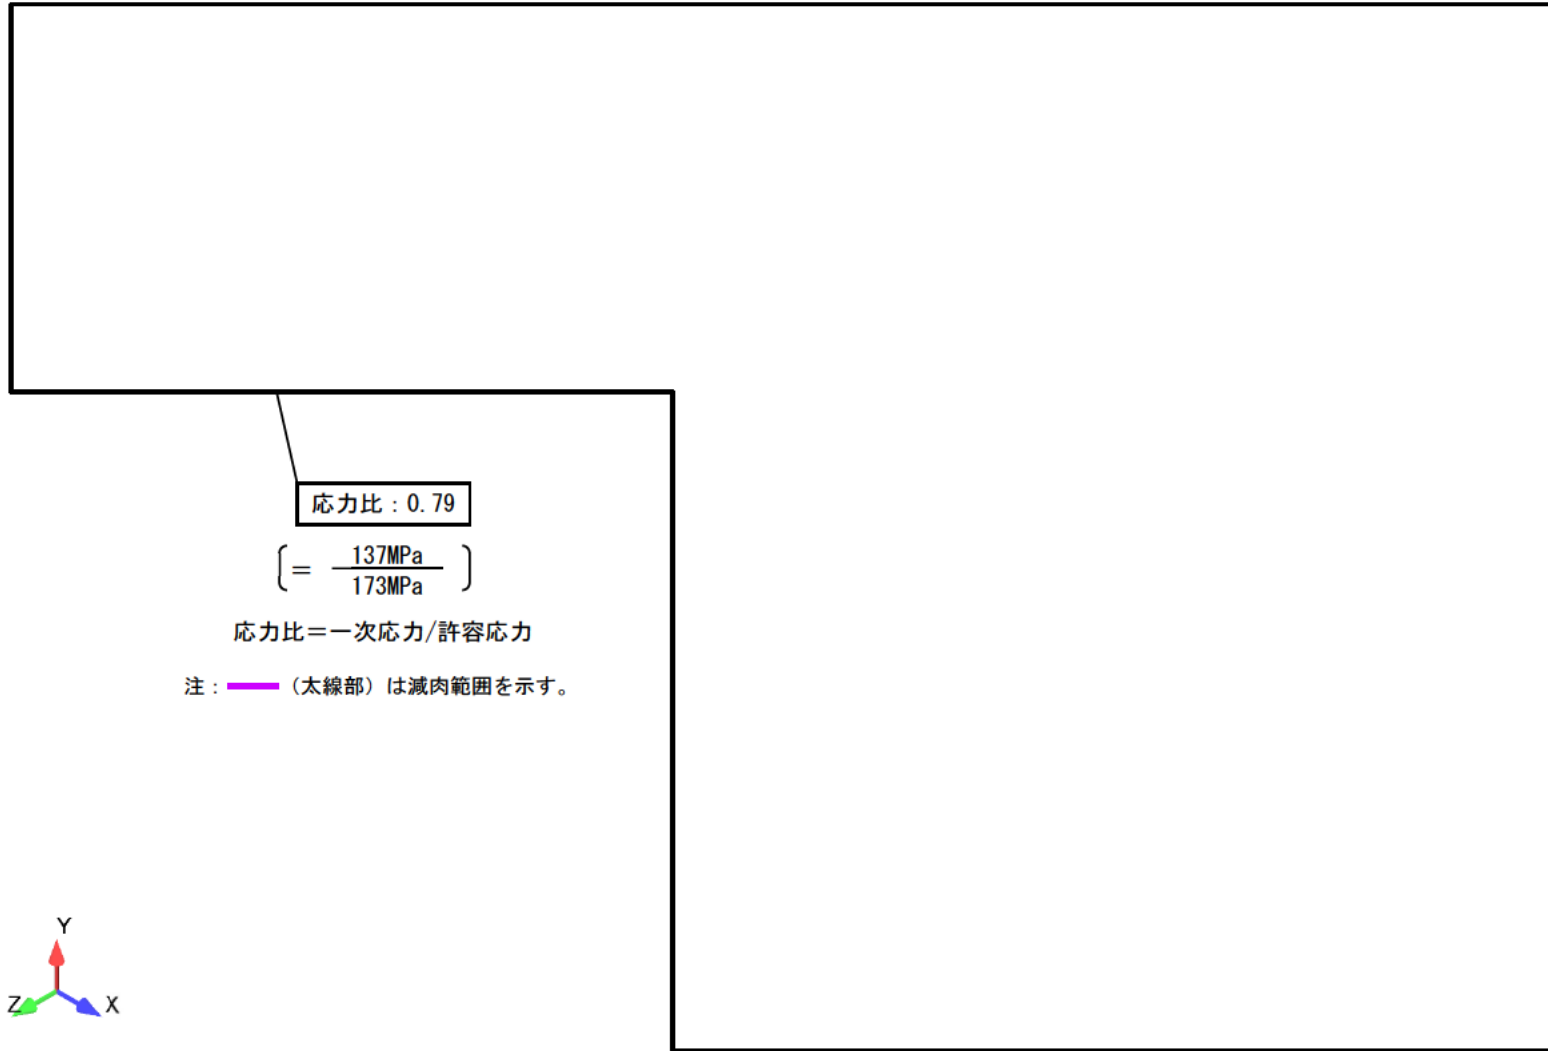 応力比：0.79
＝ 137MPa
173MPa
応力比＝一次応力/許容応力
注：（太線部）は減肉範囲を示す。
Y
Z
X